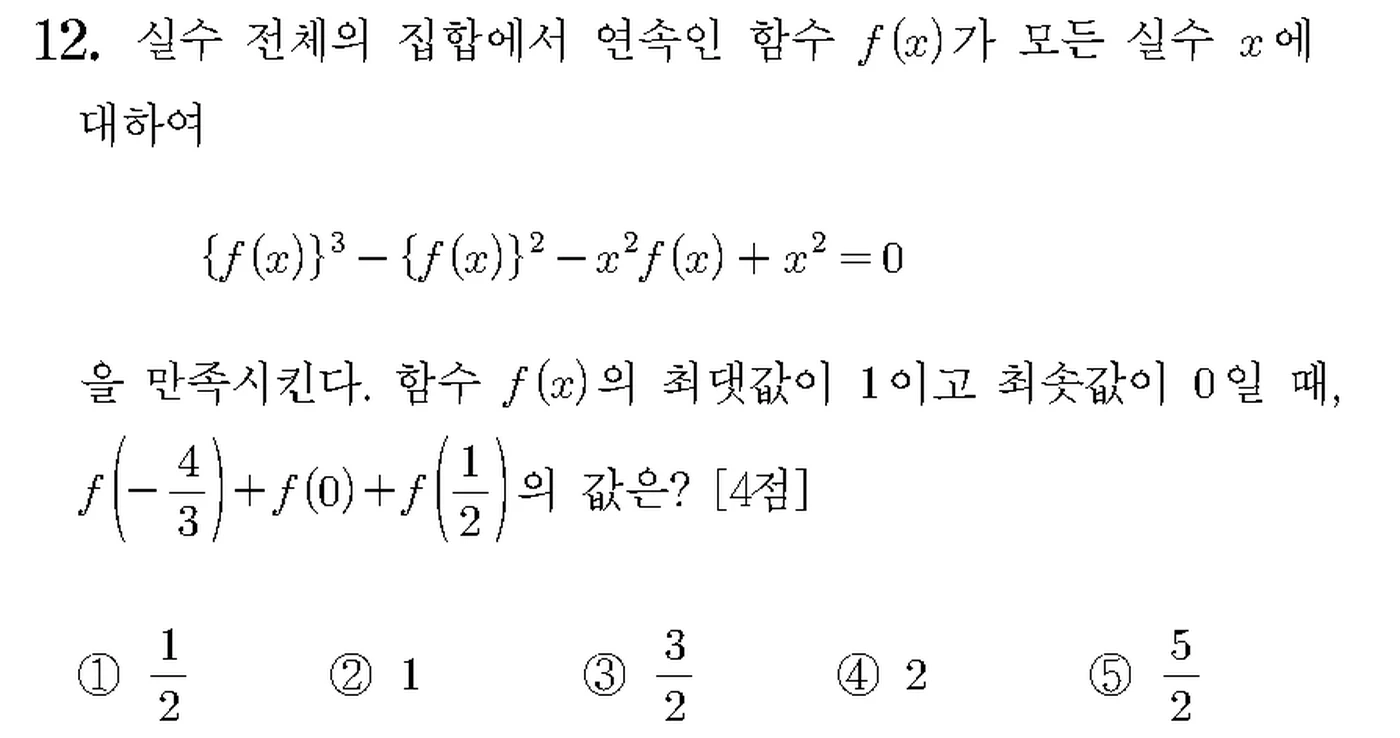 12. 실수 전체의 집합에서 연속인 함수 f(x)가 모든 실수 x에
대하여
{f(x)}³ − {f(x)}² − x²f(x) + x² = 0
을 만족시킨다. 함수 f(x)의 최댓값이 1이고 최솟값이 0일 때,
f(−4/3) + f(0) + f(1/2)의 값은? [4점]
① 1/2 ② 1 ③ 3/2 ④ 2 ⑤ 5/2